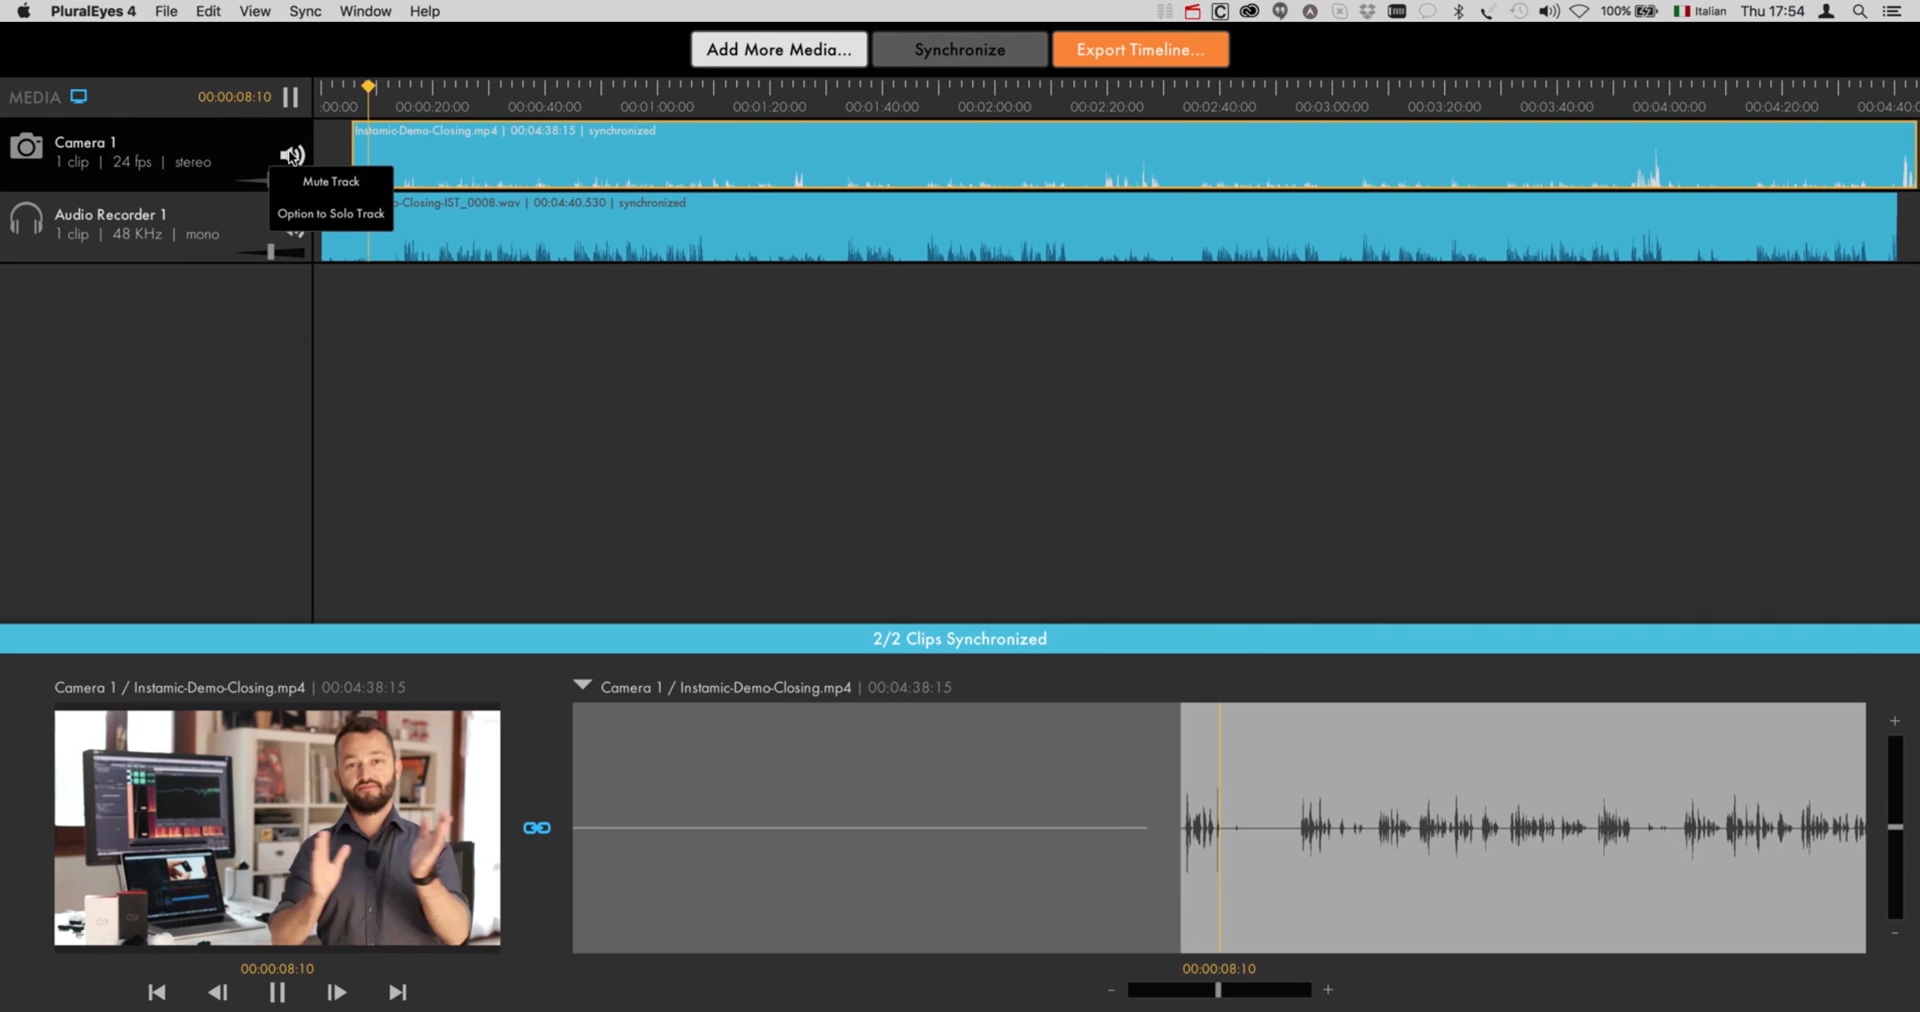 PluralEyes 4 File Edit View Sync Window Help 100% Italian Thu 17:54
Add More Media... Synchronize Export Timeline...
MEDIA 00:00:08:10
:00:00 00:00:20:00 00:00:40:00 00:01:00:00 00:01:20:00 00:01:40:00 00:02:00:00 00:02:20:00 00:02:40:00 00:03:00:00 00:03:20:00 00:03:40:00 00:04:00:00 00:04:20:00 00:04:40:0
Camera 1
1 clip | 24 fps | stereo
Instamic-Demo-Closing.mp4 | 00:04:38:15 | synchronized
Mute Track
Option to Solo Track
Audio Recorder 1
1 clip | 48 KHz | mono
o-Closing-IST_0008.wav | 00:04:40.530 | synchronized
2/2 Clips Synchronized
Camera 1 / Instamic-Demo-Closing.mp4 | 00:04:38:15
Camera 1 / Instamic-Demo-Closing.mp4 | 00:04:38:15
00:00:08:10
00:00:08:10